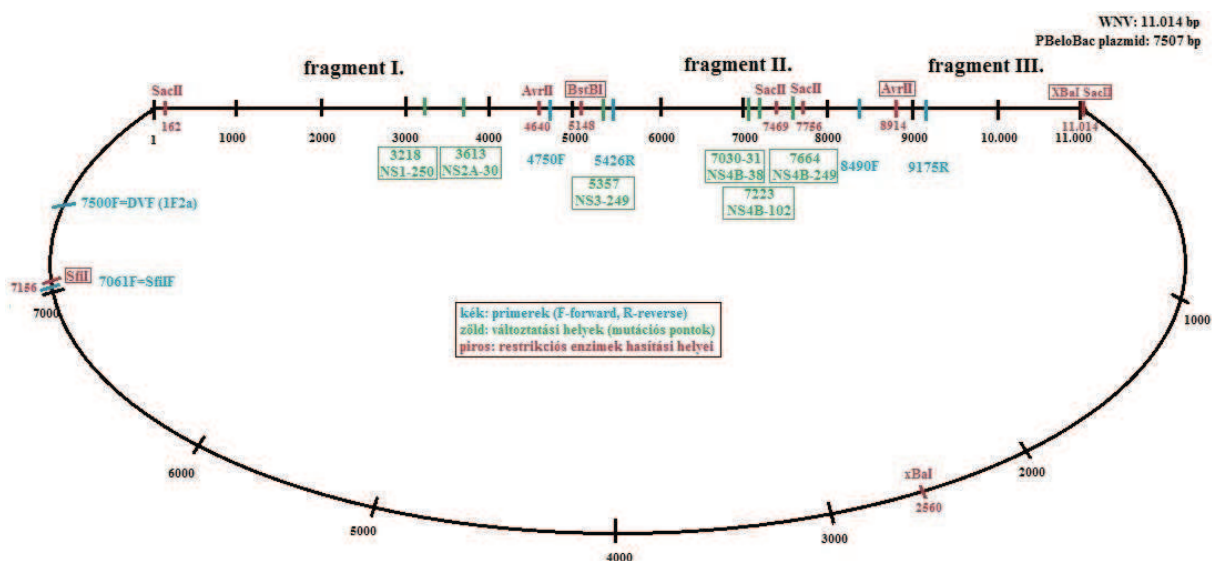 WNV: 11.014 bp
PBeloBac plazmid: 7507 bp
fragment I.
fragment II.
fragment III.
SacII
AvrII
BstBI
SacII
SacII
AvrII
XBaI SacII
162
4640
5148
7469
7756
8914
11.014
1
1000
2000
3000
4000
5000
6000
7000
8000
9000
10.000
11.000
3218
NS1-250
3613
NS2A-30
4750F
5426R
5357
NS3-249
7030-31
NS4B-38
7223
NS4B-102
7664
NS4B-249
8490F
9175R
7500F=DVF (1F2a)
SfiI
7156
7061F=SfiIF
7000
kék: primerek (F-forward, R-reverse)
zöld: változtatási helyek (mutációs pontok)
piros: restrikciós enzimek hasítási helyei
1000
6000
2000
xBaI
2560
5000
3000
4000